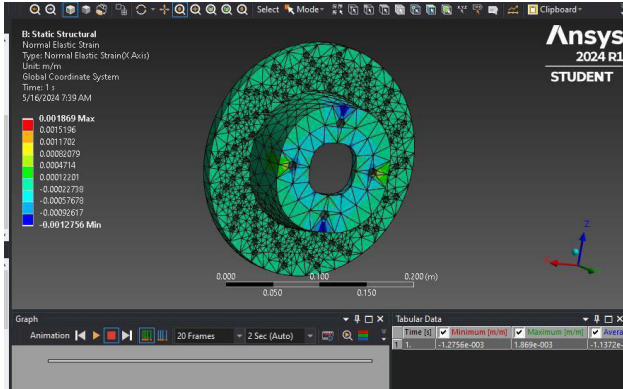 Select Mode Clipboard
B: Static Structural
Normal Elastic Strain
Type: Normal Elastic Strain(X Axis)
Unit: m/m
Global Coordinate System
Time: 1 s
5/16/2024 7:39 AM
0.001869 Max
0.0015196
0.0011702
0.00082079
0.0004714
0.00012201
-0.00022738
-0.00057678
-0.00092617
-0.0012756 Min
Ansys
2024 R1
STUDENT
Z
0.000 0.100 0.200 (m)
0.050 0.150
Graph
Animation 20 Frames 2 Sec (Auto)
Tabular Data
Time [s] Minimum [m/m] Maximum [m/m] Avera
1 1. -1.2756e-003 1.869e-003 -1.1372e-